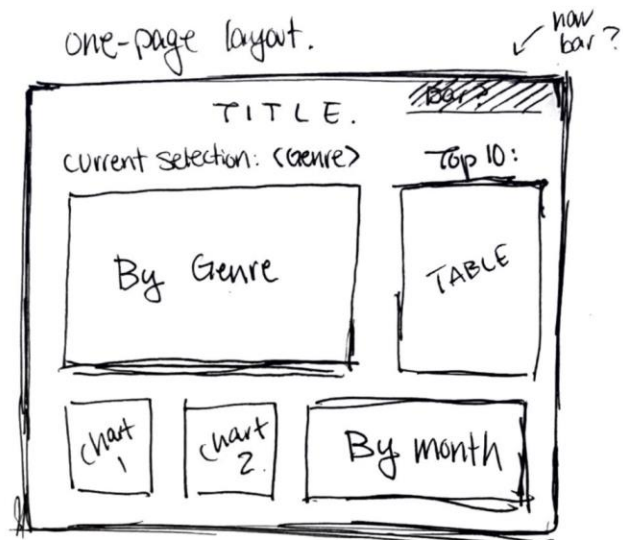 one-page layout.
nav
bar?
Bar?
TITLE.
current selection: <Genre>
Top 10:
By Genre
TABLE
Chart
1
Chart
2.
By month